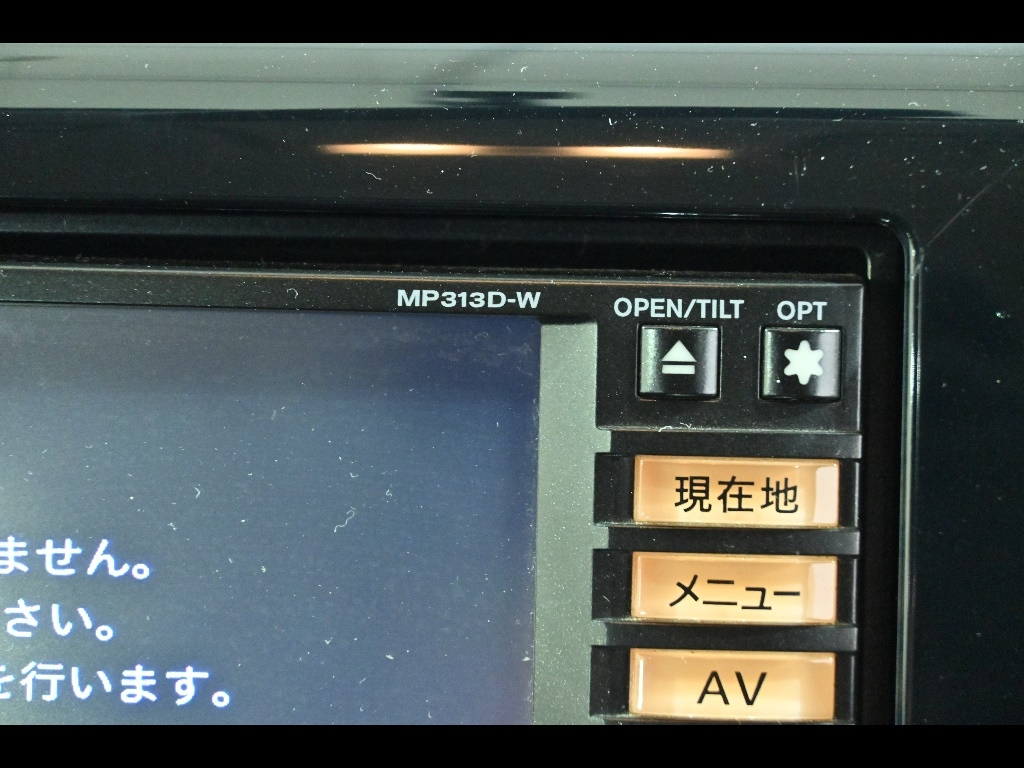 MP313D-W
OPEN/TILT
OPT
現在地
メニュー
AV
ません。
さい。
を行います。